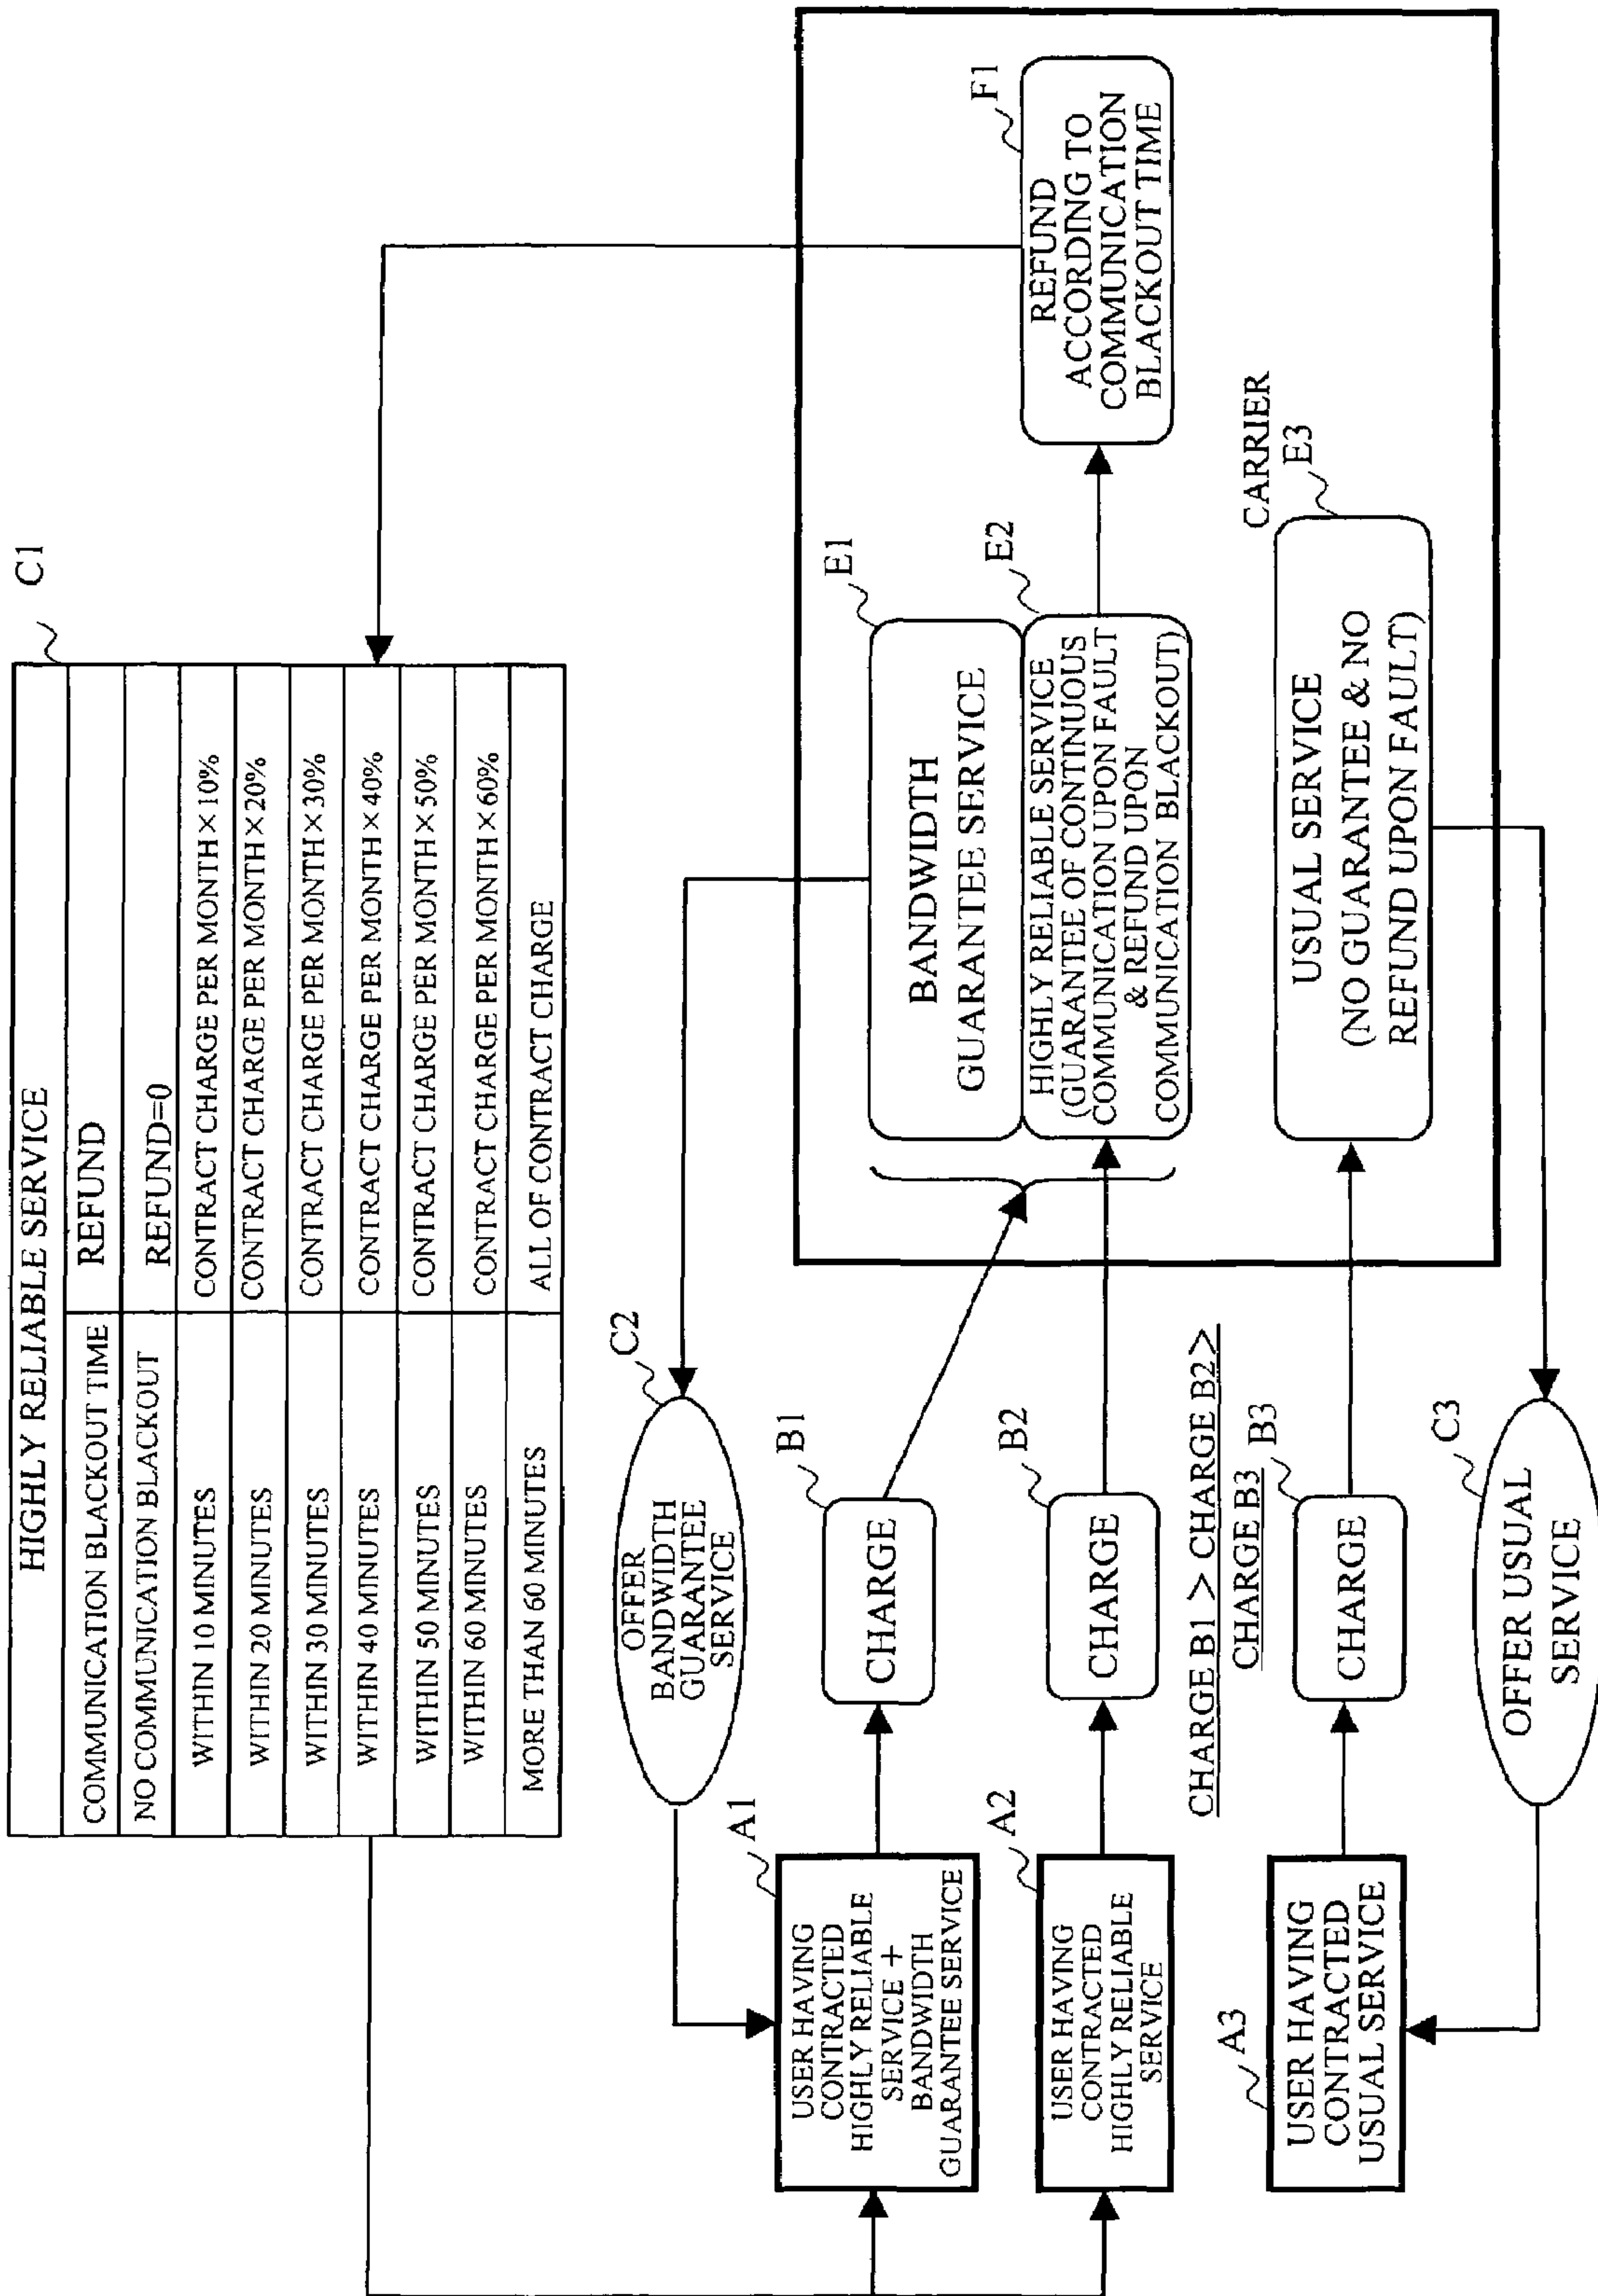 HIGHLY RELIABLE SERVICE
C1
COMMUNICATION BLACKOUT TIME
REFUND
NO COMMUNICATION BLACKOUT
REFUND=0
WITHIN 10 MINUTES
CONTRACT CHARGE PER MONTH×10%
WITHIN 20 MINUTES
CONTRACT CHARGE PER MONTH×20%
WITHIN 30 MINUTES
CONTRACT CHARGE PER MONTH×30%
WITHIN 40 MINUTES
CONTRACT CHARGE PER MONTH×40%
WITHIN 50 MINUTES
CONTRACT CHARGE PER MONTH×50%
WITHIN 60 MINUTES
CONTRACT CHARGE PER MONTH×60%
MORE THAN 60 MINUTES
ALL OF CONTRACT CHARGE
C2
OFFER
BANDWIDTH
GUARANTEE
SERVICE
A1
USER HAVING
CONTRACTED
HIGHLY RELIABLE
SERVICE +
BANDWIDTH
GUARANTEE SERVICE
B1
CHARGE
E1
BANDWIDTH
GUARANTEE SERVICE
A2
USER HAVING
CONTRACTED
HIGHLY RELIABLE
SERVICE
B2
CHARGE
E2
HIGHLY RELIABLE SERVICE
(GUARANTEE OF CONTINUOUS
COMMUNICATION UPON FAULT
& REFUND UPON
COMMUNICATION BLACKOUT)
F1
REFUND
ACCORDING TO
COMMUNICATION
BLACKOUT TIME
CHARGE B1 > CHARGE B2>
CHARGE B3
CARRIER
A3
USER HAVING
CONTRACTED
USUAL SERVICE
B3
CHARGE
E3
USUAL SERVICE
(NO GUARANTEE & NO
REFUND UPON FAULT)
C3
OFFER USUAL
SERVICE